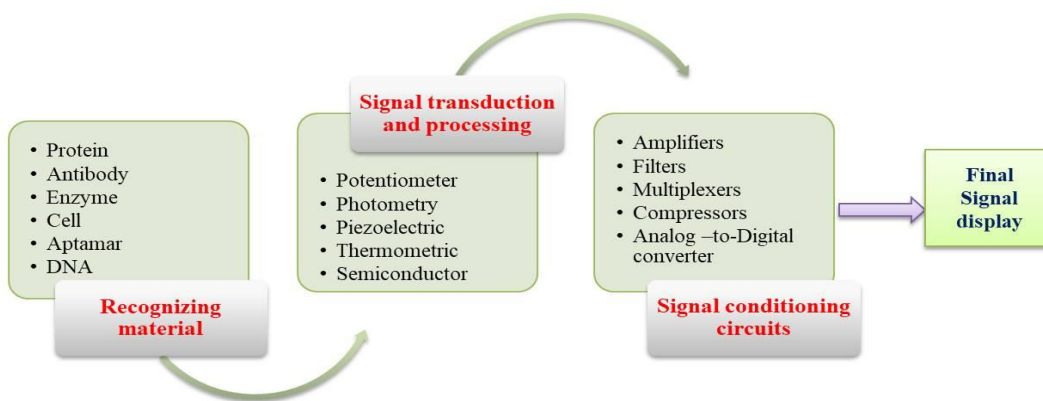 • Protein
• Antibody
• Enzyme
• Cell
• Aptamar
• DNA
Recognizing
material
Signal transduction
and processing
• Potentiometer
• Photometry
• Piezoelectric
• Thermometric
• Semiconductor
• Amplifiers
• Filters
• Multiplexers
• Compressors
• Analog –to-Digital
converter
Signal conditioning
circuits
Final
Signal
display